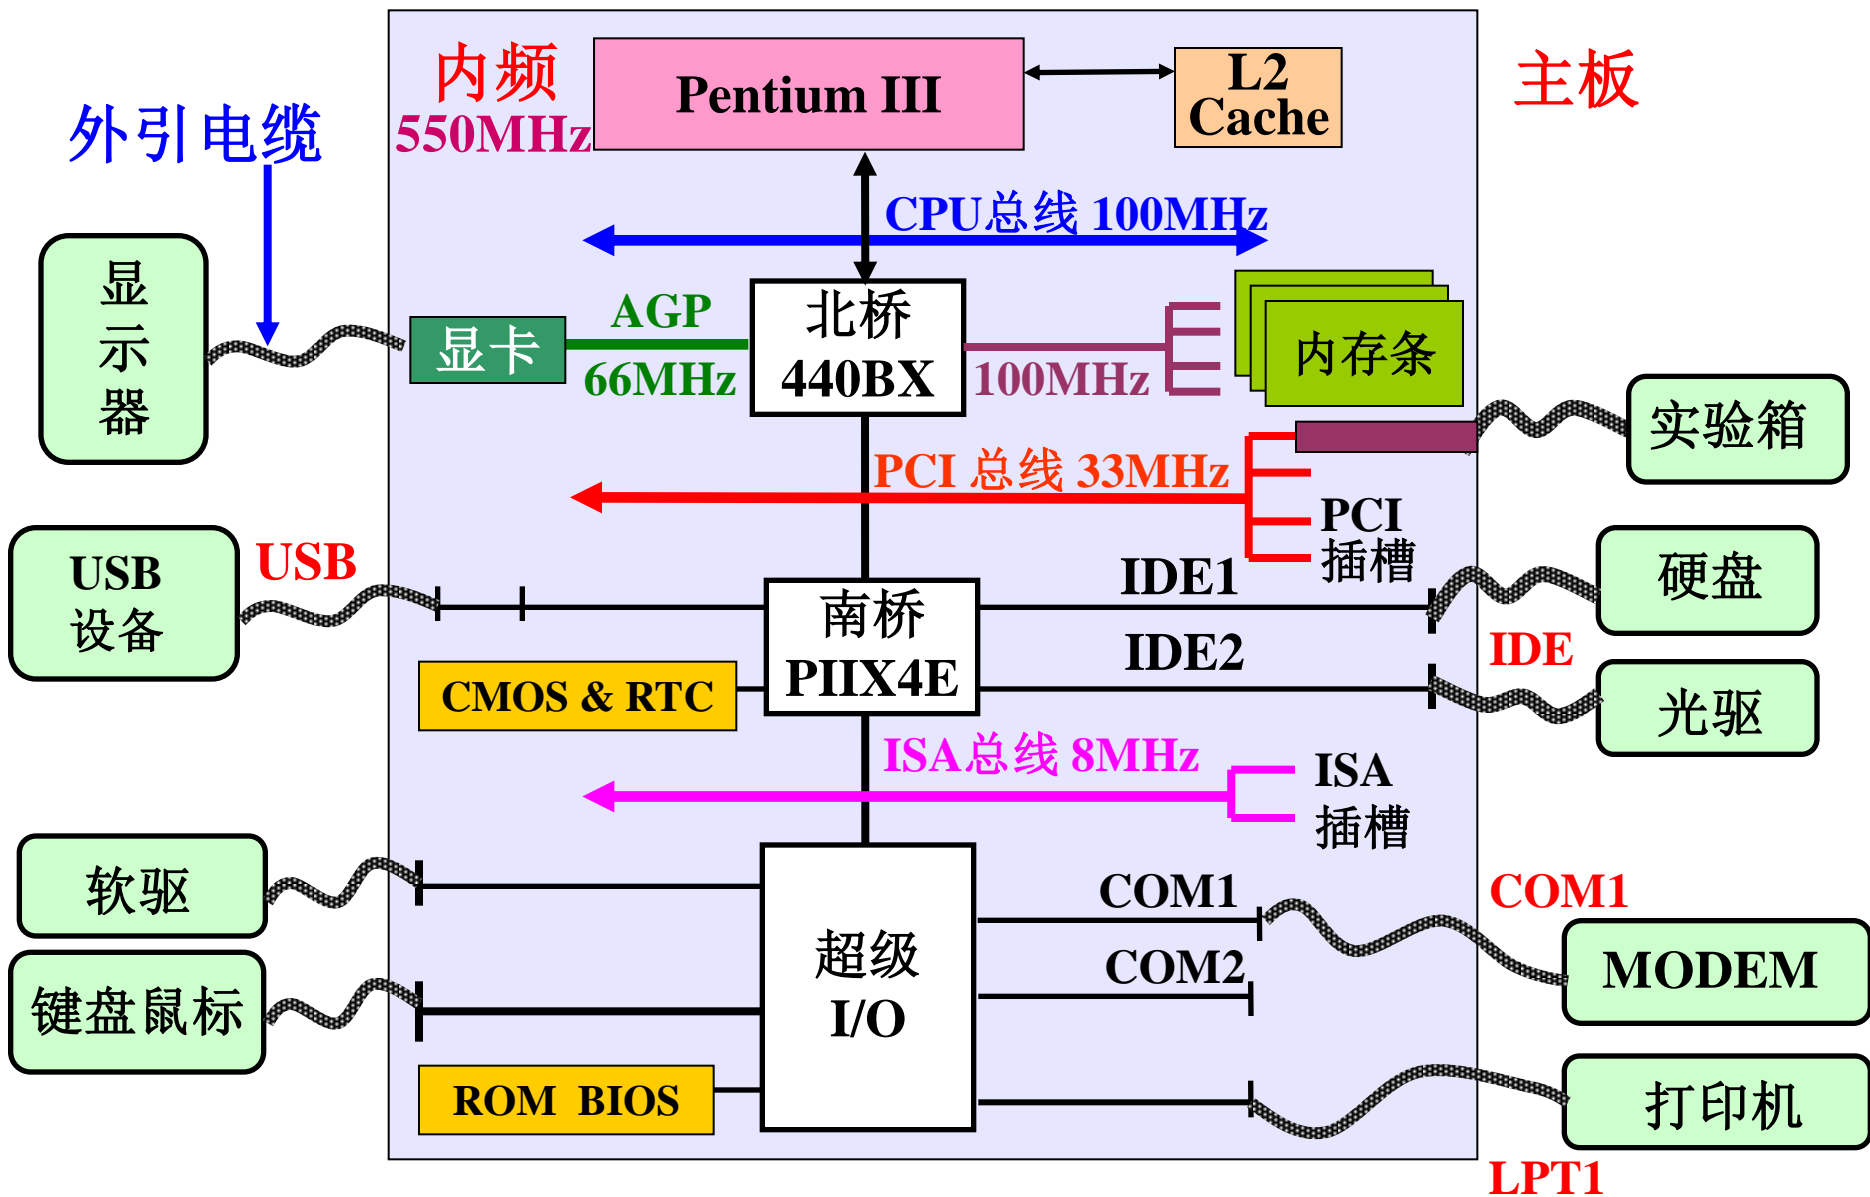 内频
550MHz
Pentium III
L2
Cache
主板
外引电缆
CPU总线 100MHz
显
示
器
显卡
AGP
66MHz
北桥
440BX
100MHz
内存条
实验箱
PCI 总线 33MHz
PCI
插槽
USB
设备
USB
南桥
PIIX4E
IDE1
IDE2
硬盘
IDE
光驱
CMOS & RTC
ISA总线 8MHz
ISA
插槽
软驱
键盘鼠标
超级
I/O
COM1
COM2
COM1
MODEM
ROM BIOS
打印机
LPT1